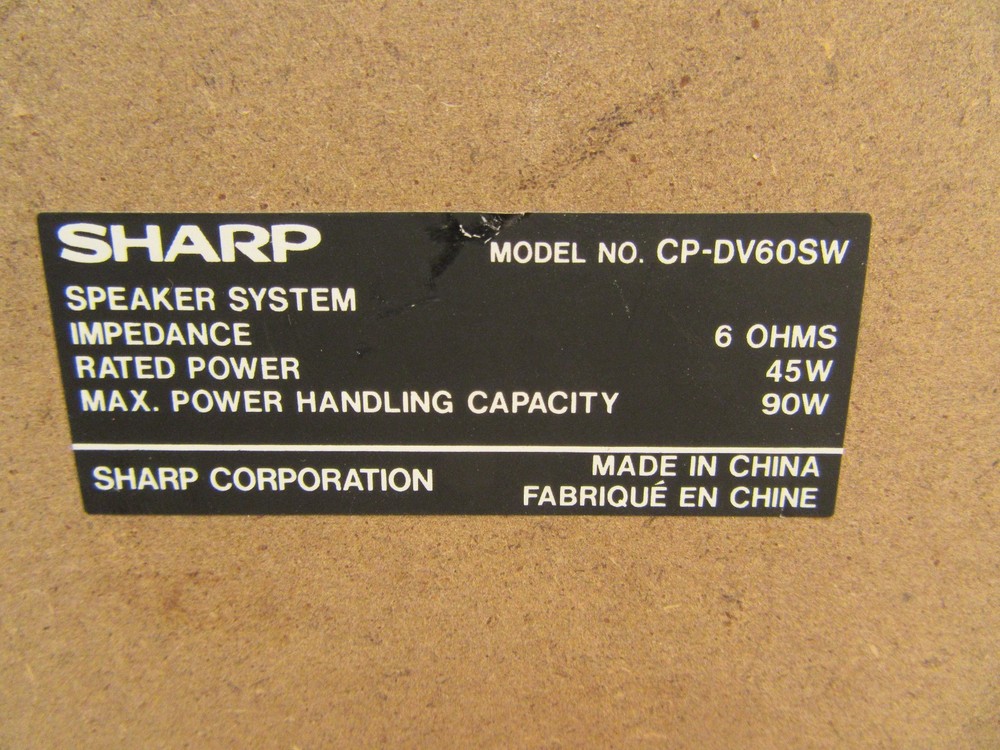 SHARP MODEL NO. CP-DV60SW
SPEAKER SYSTEM
IMPEDANCE 6 OHMS
RATED POWER 45W
MAX. POWER HANDLING CAPACITY 90W
SHARP CORPORATION
MADE IN CHINA
FABRIQUÉ EN CHINE